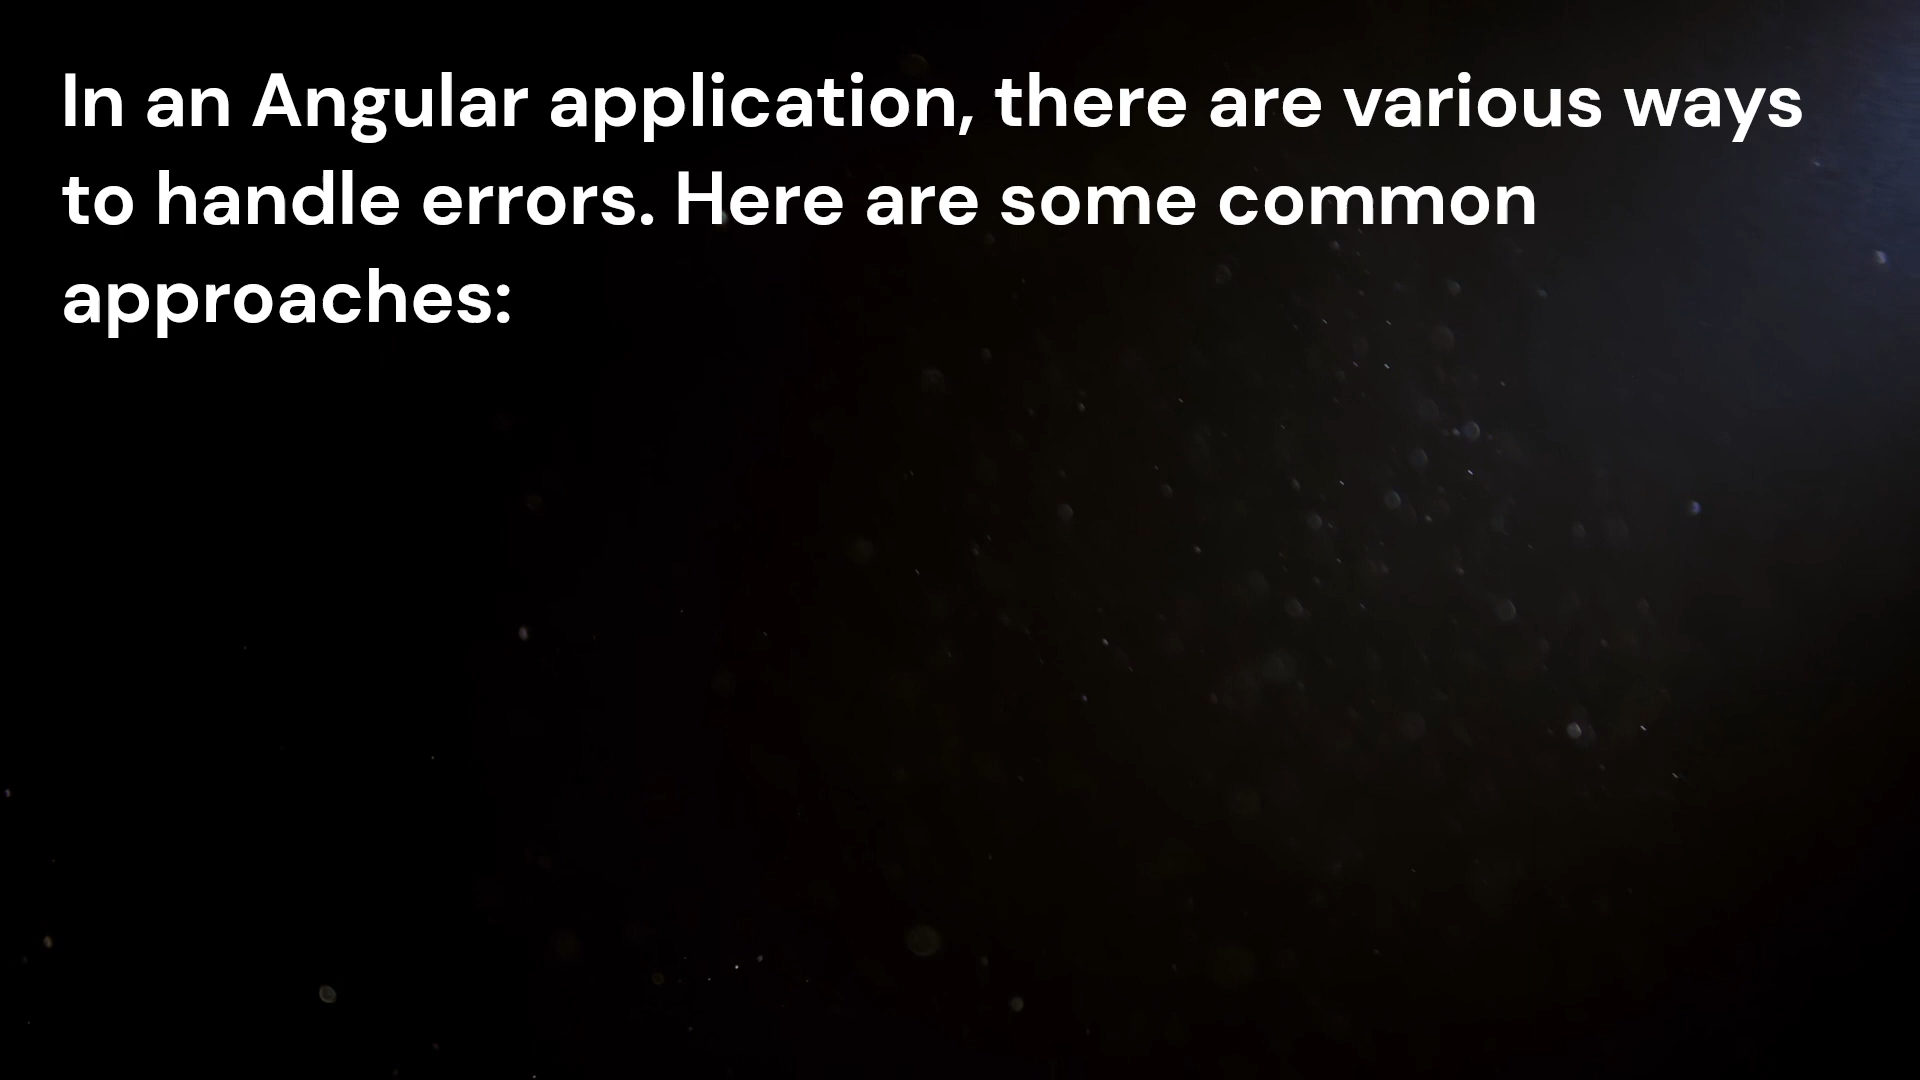 In an Angular application, there are various ways
to handle errors. Here are some common
approaches: